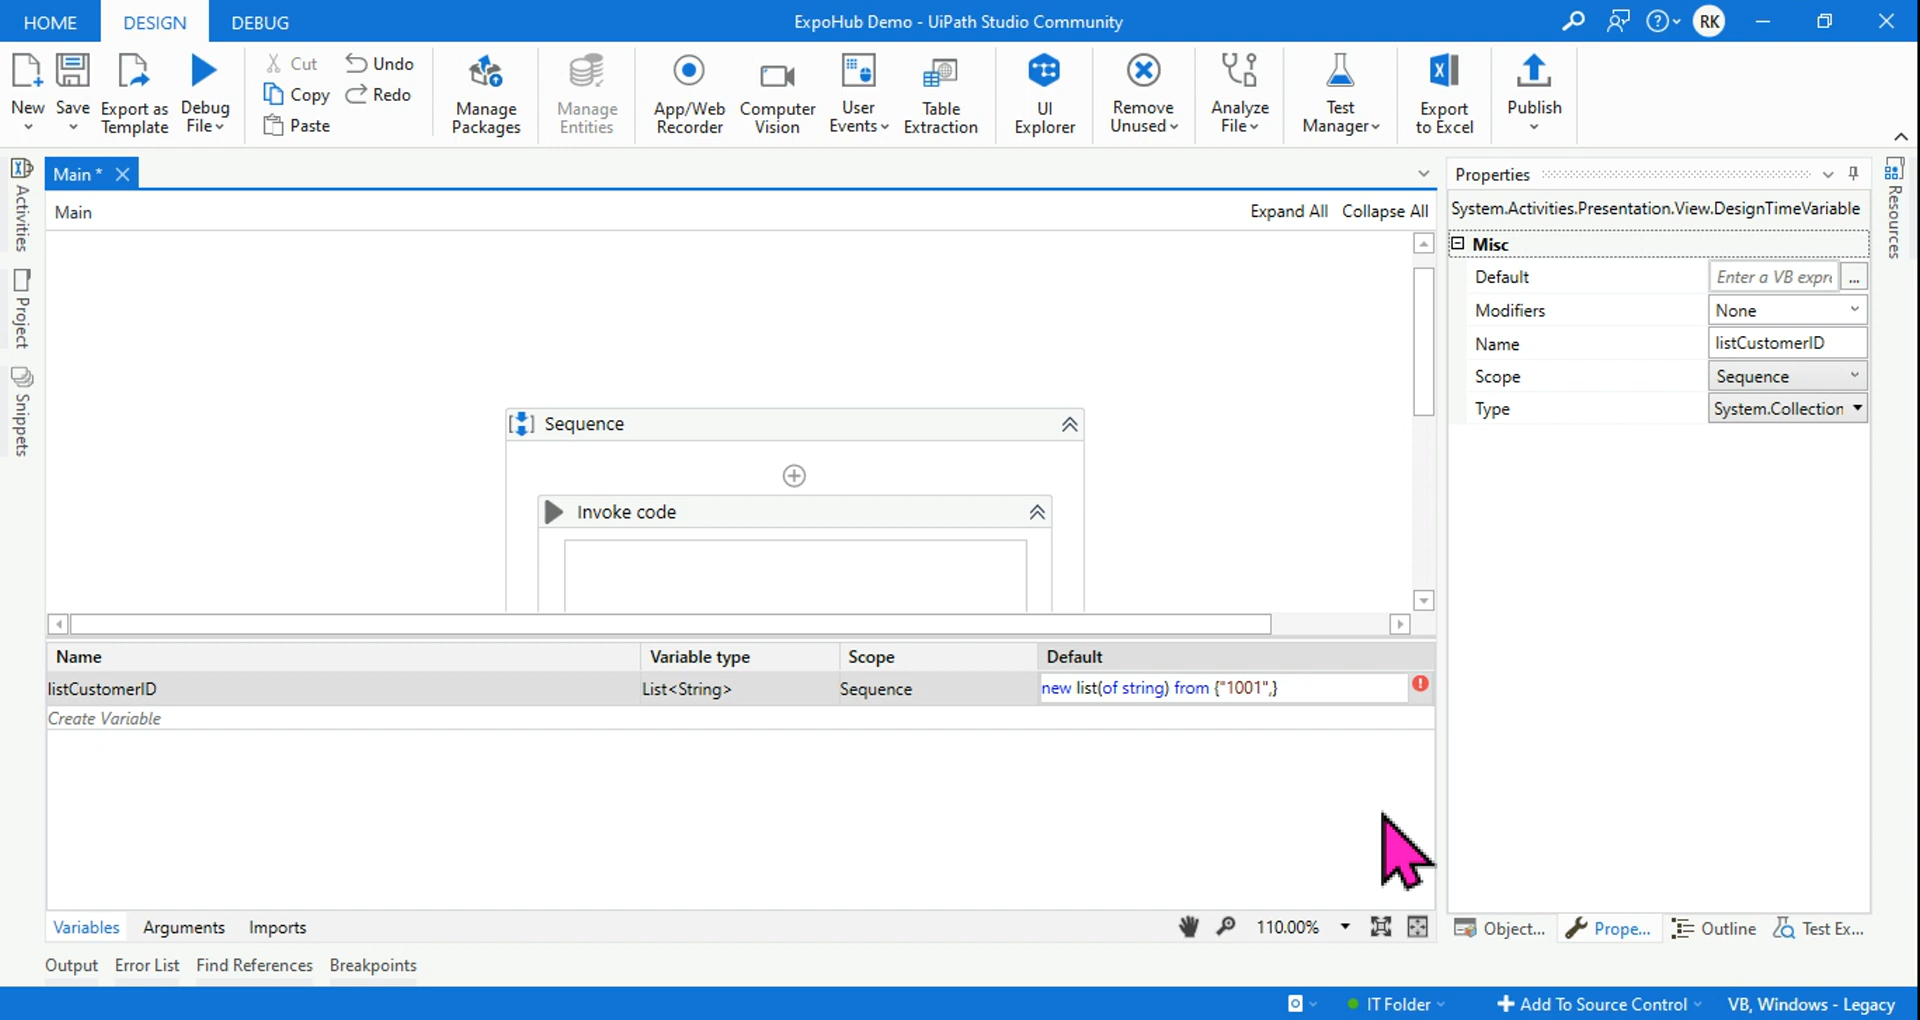 HOME DESIGN DEBUG ExpoHub Demo - UiPath Studio Community RK
New Save Export as Template Debug File Cut Copy Paste Undo Redo Manage Packages Manage Entities App/Web Recorder Computer Vision User Events Table Extraction UI Explorer Remove Unused Analyze File Test Manager Export to Excel Publish
Activities
Project
Snippets
Main *
Main Expand All Collapse All
Sequence
Invoke code
Name Variable type Scope Default
listCustomerID List<String> Sequence new list(of string) from {"1001",}
Create Variable
Variables Arguments Imports 110.00%
Output Error List Find References Breakpoints
Properties
System.Activities.Presentation.View.DesignTimeVariable
Misc
Default Enter a VB expre ...
Modifiers None
Name listCustomerID
Scope Sequence
Type System.Collection
Object... Prope... Outline Test Ex...
Resources
IT Folder Add To Source Control VB, Windows - Legacy